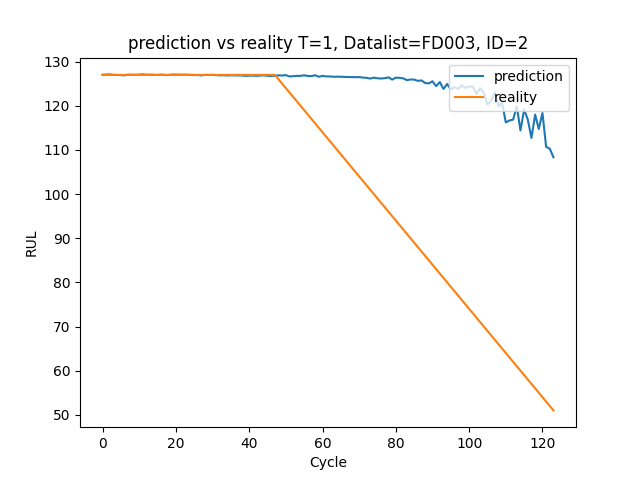 prediction vs reality T=1, Datalist=FD003, ID=2
prediction
reality
130
120
110
100
90
80
70
60
50
RUL
0 20 40 60 80 100 120
Cycle